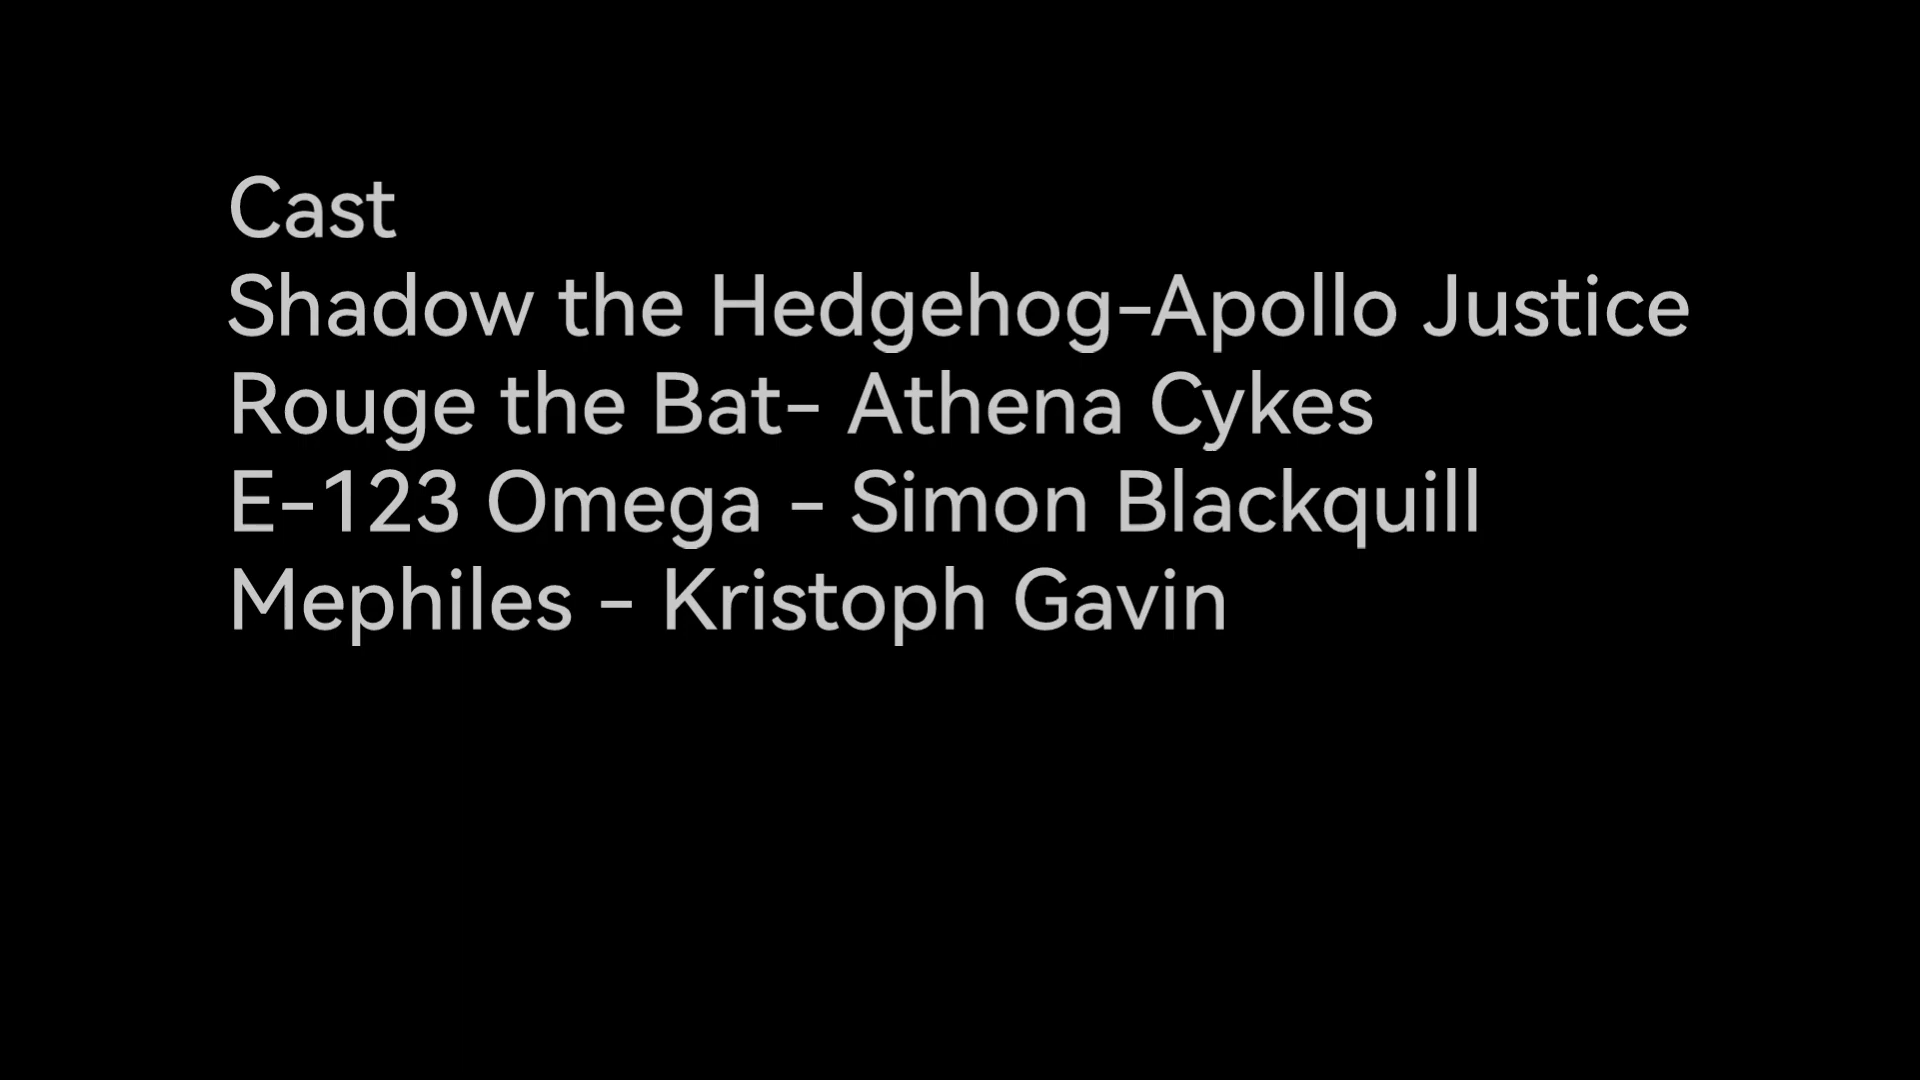 Cast
Shadow the Hedgehog-Apollo Justice
Rouge the Bat- Athena Cykes
E-123 Omega - Simon Blackquill
Mephiles - Kristoph Gavin